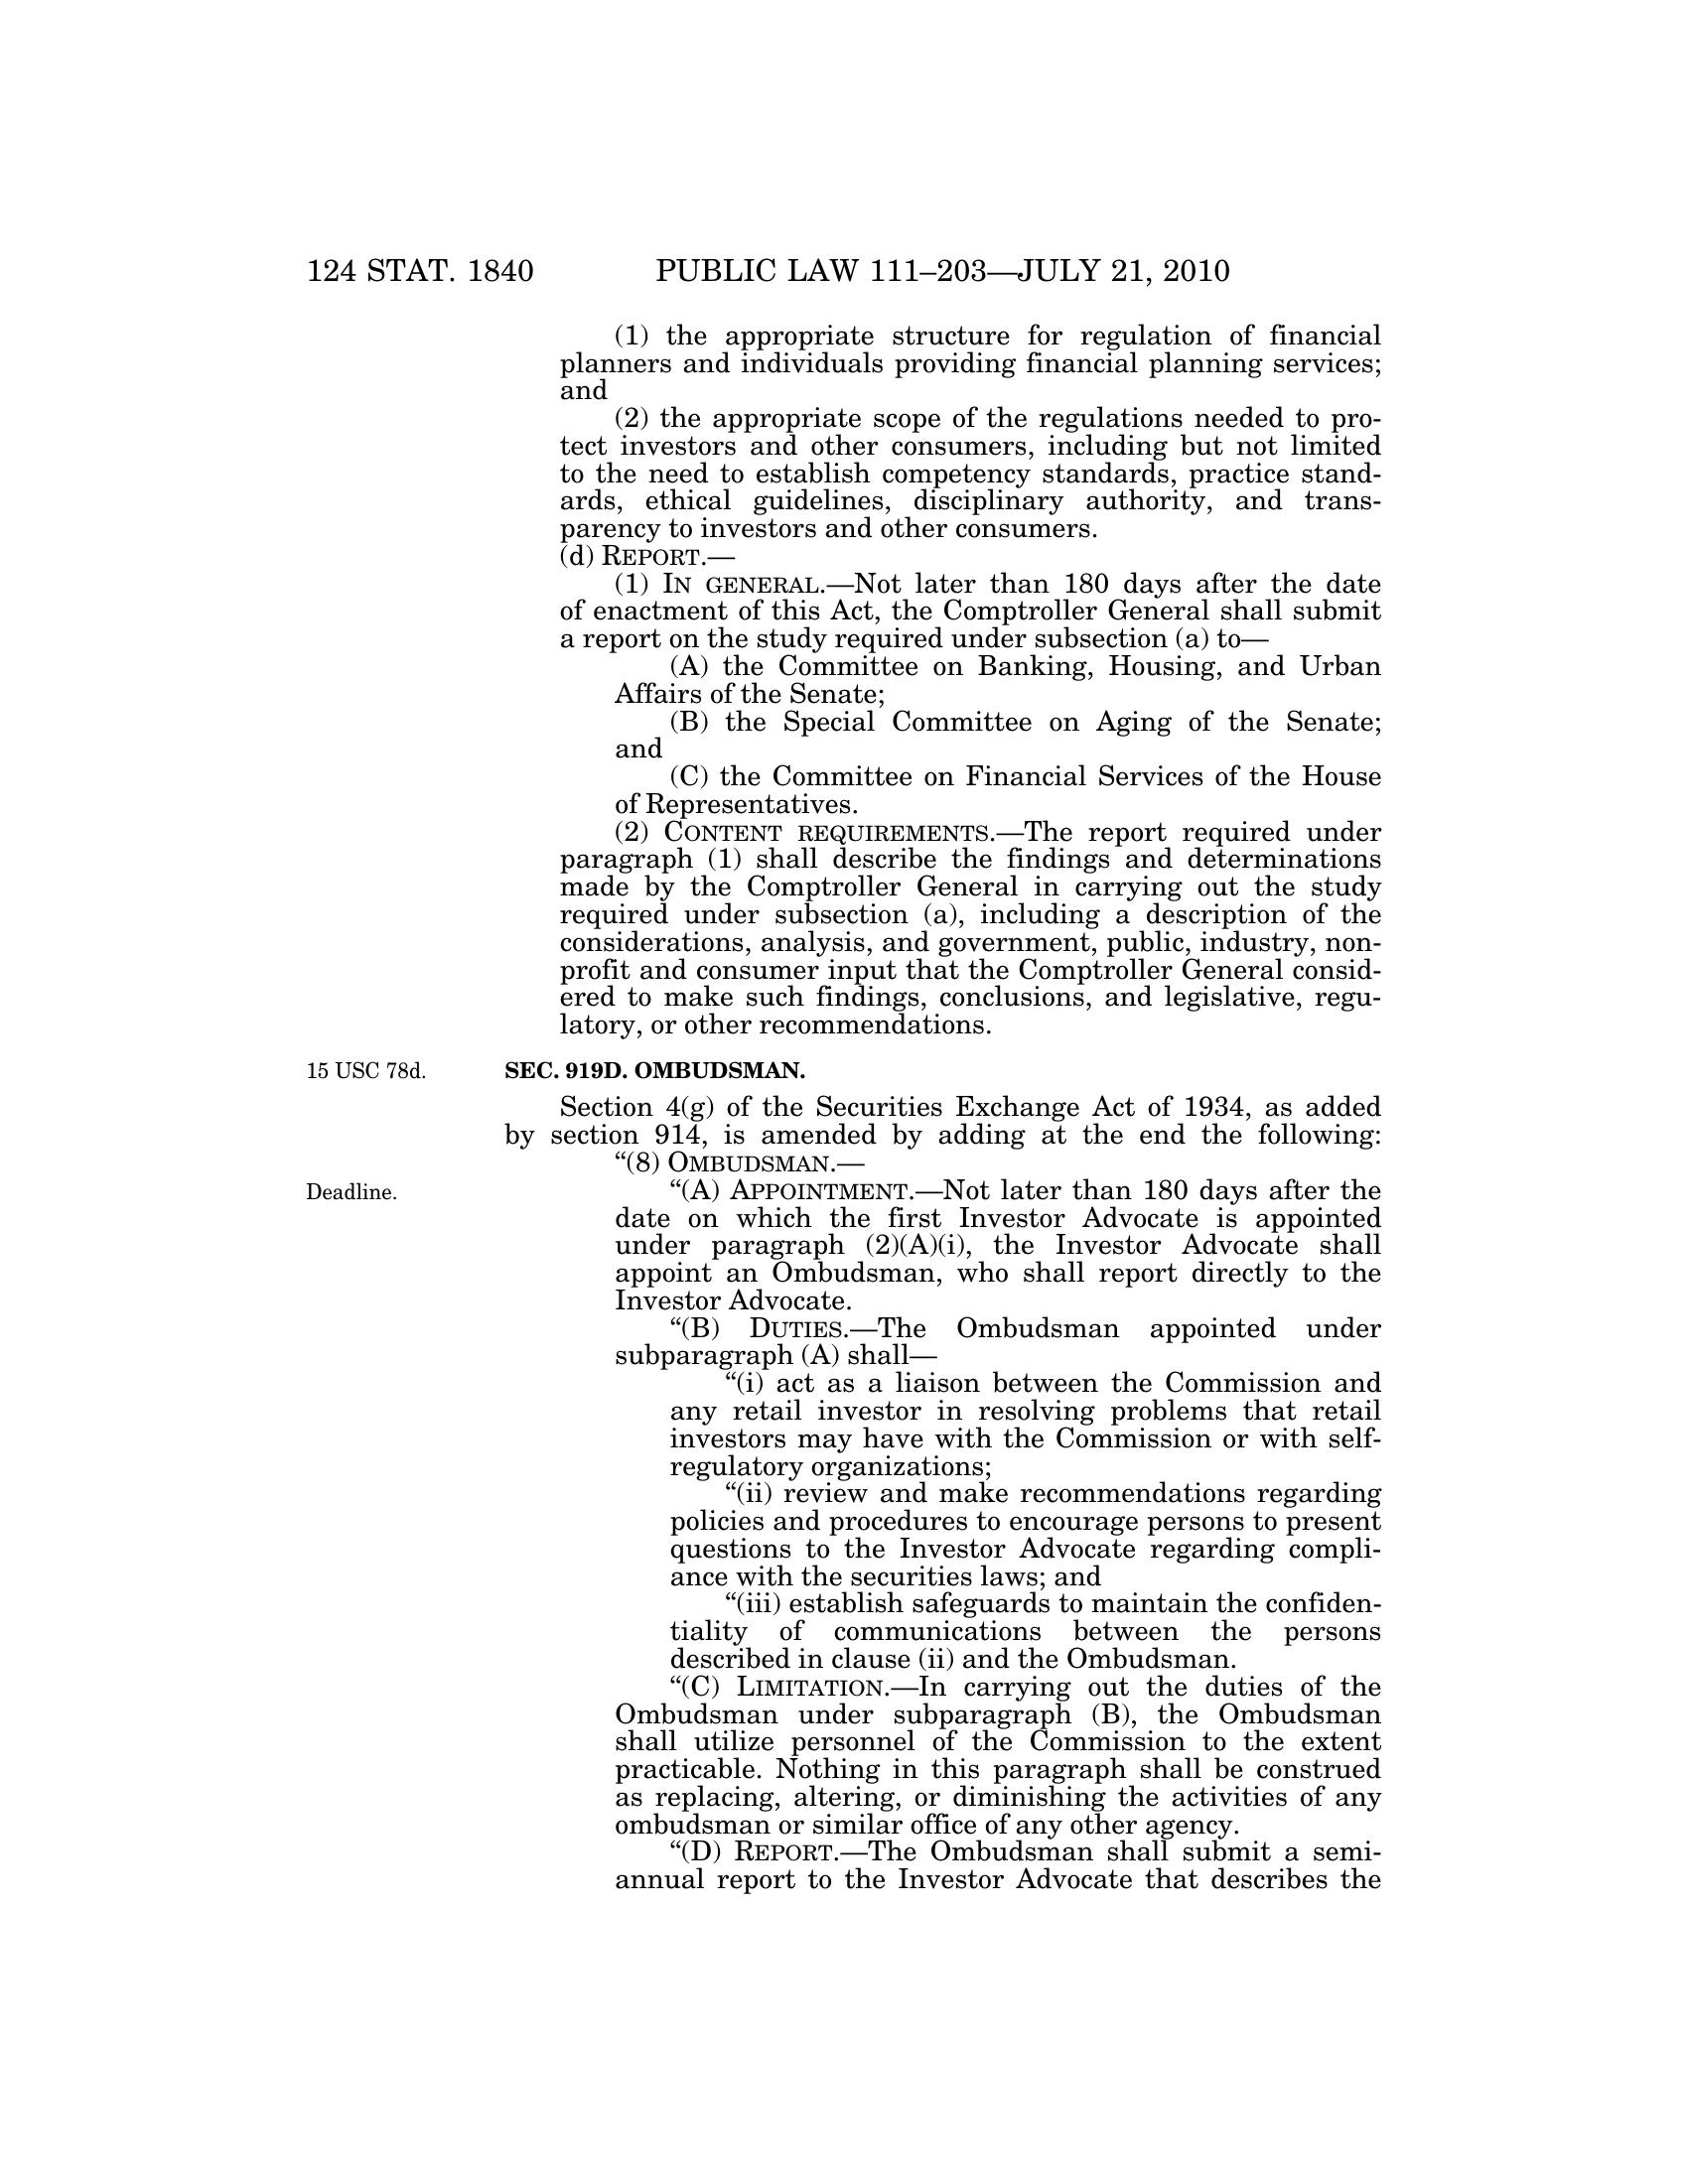 124 STAT. 1840 PUBLIC LAW 111–203—JULY 21, 2010
(1) the appropriate structure for regulation of financial
planners and individuals providing financial planning services;
and
(2) the appropriate scope of the regulations needed to pro-
tect investors and other consumers, including but not limited
to the need to establish competency standards, practice stand-
ards, ethical guidelines, disciplinary authority, and trans-
parency to investors and other consumers.
(d) REPORT.—
(1) IN GENERAL.—Not later than 180 days after the date
of enactment of this Act, the Comptroller General shall submit
a report on the study required under subsection (a) to—
(A) the Committee on Banking, Housing, and Urban
Affairs of the Senate;
(B) the Special Committee on Aging of the Senate;
and
(C) the Committee on Financial Services of the House
of Representatives.
(2) CONTENT REQUIREMENTS.—The report required under
paragraph (1) shall describe the findings and determinations
made by the Comptroller General in carrying out the study
required under subsection (a), including a description of the
considerations, analysis, and government, public, industry, non-
profit and consumer input that the Comptroller General consid-
ered to make such findings, conclusions, and legislative, regu-
latory, or other recommendations.
15 USC 78d. SEC. 919D. OMBUDSMAN.
Section 4(g) of the Securities Exchange Act of 1934, as added
by section 914, is amended by adding at the end the following:
“(8) OMBUDSMAN.—
Deadline. “(A) APPOINTMENT.—Not later than 180 days after the
date on which the first Investor Advocate is appointed
under paragraph (2)(A)(i), the Investor Advocate shall
appoint an Ombudsman, who shall report directly to the
Investor Advocate.
“(B) DUTIES.—The Ombudsman appointed under
subparagraph (A) shall—
“(i) act as a liaison between the Commission and
any retail investor in resolving problems that retail
investors may have with the Commission or with self-
regulatory organizations;
“(ii) review and make recommendations regarding
policies and procedures to encourage persons to present
questions to the Investor Advocate regarding compli-
ance with the securities laws; and
“(iii) establish safeguards to maintain the confiden-
tiality of communications between the persons
described in clause (ii) and the Ombudsman.
“(C) LIMITATION.—In carrying out the duties of the
Ombudsman under subparagraph (B), the Ombudsman
shall utilize personnel of the Commission to the extent
practicable. Nothing in this paragraph shall be construed
as replacing, altering, or diminishing the activities of any
ombudsman or similar office of any other agency.
“(D) REPORT.—The Ombudsman shall submit a semi-
annual report to the Investor Advocate that describes the